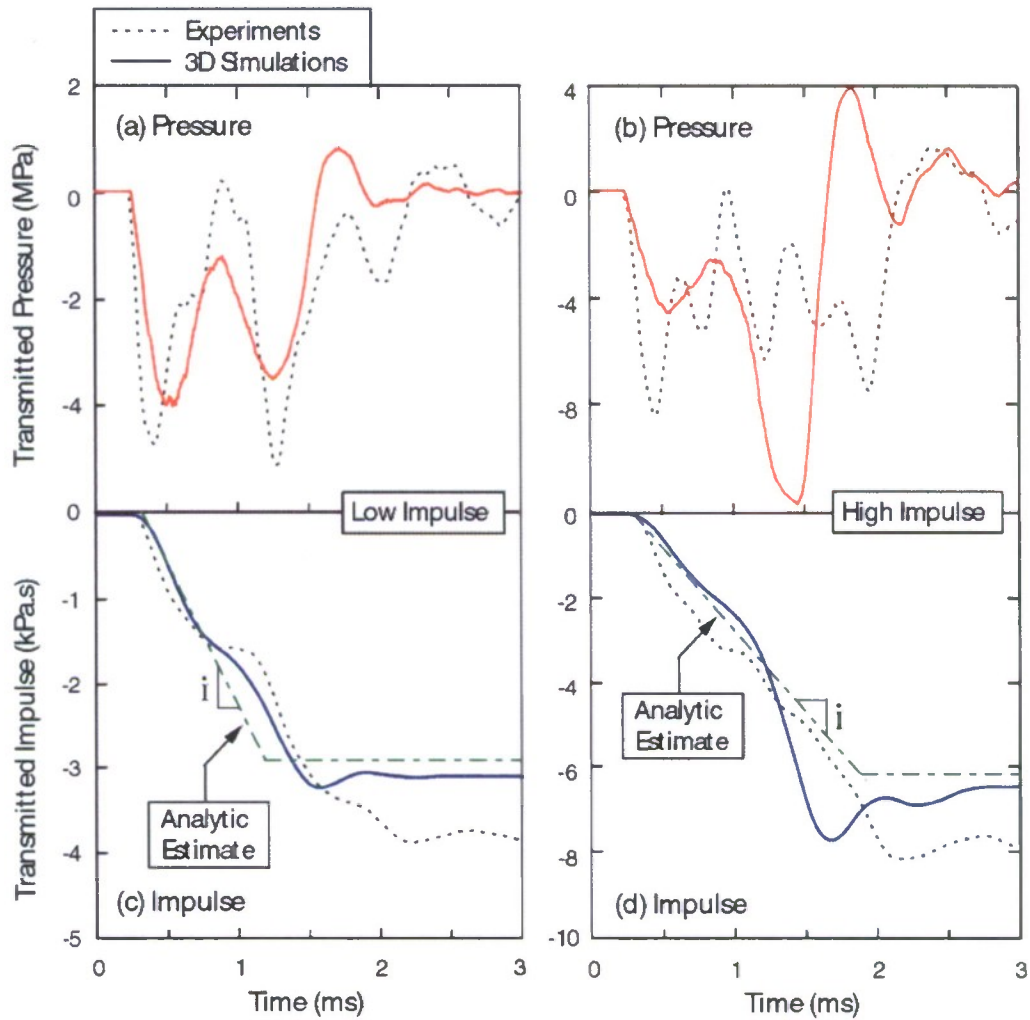 Experiments
3D Simulations
2
0
-2
-4
Transmitted Pressure (MPa)
(a) Pressure
Low Impulse
4
0
-4
-8
(b) Pressure
High Impulse
0
-1
-2
-3
-4
-5
Transmitted Impulse (kPa.s)
i
Analytic
Estimate
(c) Impulse
0
1
2
3
Time (ms)
0
-2
-4
-6
-8
-10
i
Analytic
Estimate
(d) Impulse
0
1
2
3
Time (ms)